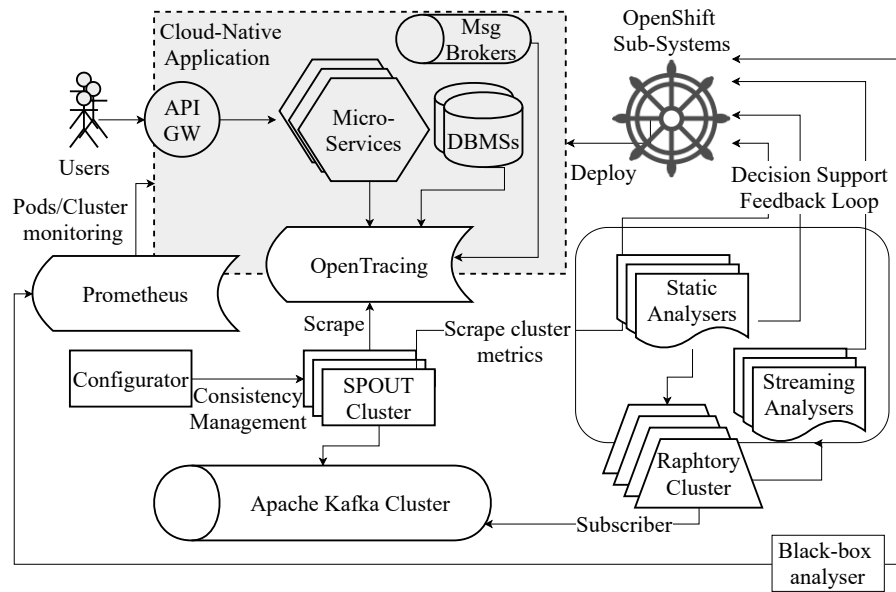 Cloud-Native
Application
Msg
Brokers
OpenShift
Sub-Systems
API
GW
Micro-
Services
DBMSs
Users
Deploy
Decision Support
Feedback Loop
Pods/Cluster
monitoring
OpenTracing
Prometheus
Static
Analysers
Scrape
Scrape cluster
metrics
Configurator
Consistency
Management
SPOUT
Cluster
Streaming
Analysers
Raphtory
Cluster
Apache Kafka Cluster
Subscriber
Black-box
analyser